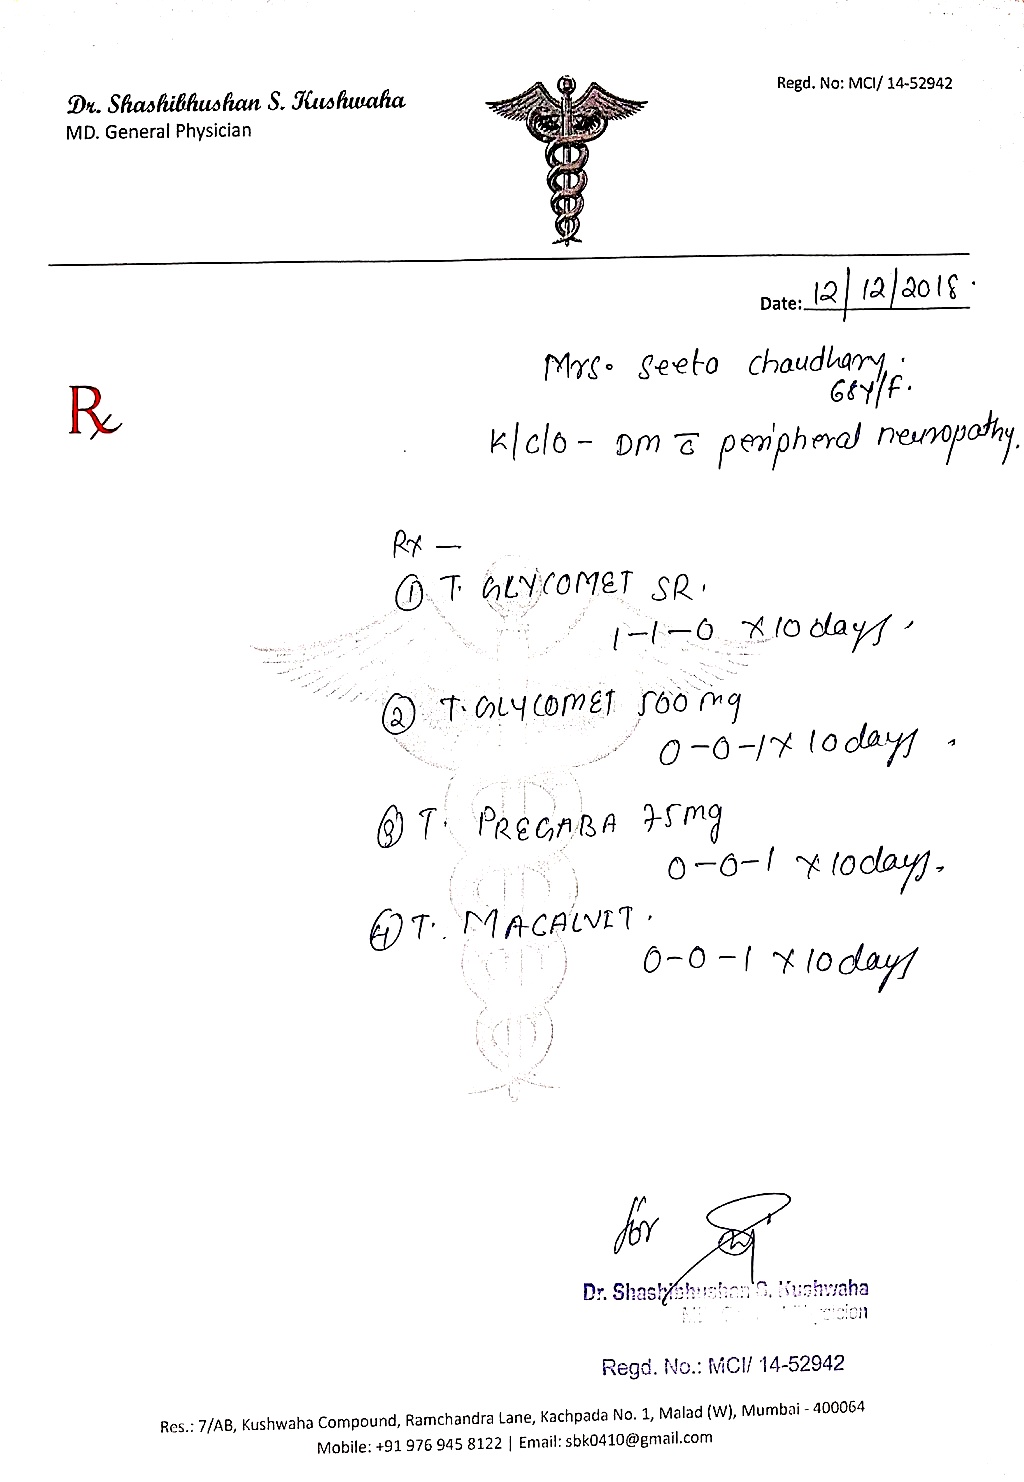 Dr. Shashibhushan S. Kushwaha
MD. General Physician
Regd. No: MCI/ 14-52942
Date: 12/12/2018.
Mrs. Seeto Chaudhary.
68Y/F.
K/C/O - DM c̅ peripheral neuropathy.
Rx
Rx —
① T. GLYCOMET SR.
1-1-0 x 10 days.
② T. GLYCOMET 500 mg
0-0-1 x 10 days.
③ T. PREGABA 75 mg
0-0-1 x 10 days.
④ T. MACALVIT.
0-0-1 x 10 days
for
Dr. Shashibhushan S. Kushwaha
Regd. No.: MCI/ 14-52942
Res.: 7/AB, Kushwaha Compound, Ramchandra Lane, Kachpada No. 1, Malad (W), Mumbai - 400064
Mobile: +91 976 945 8122 | Email: sbk0410@gmail.com